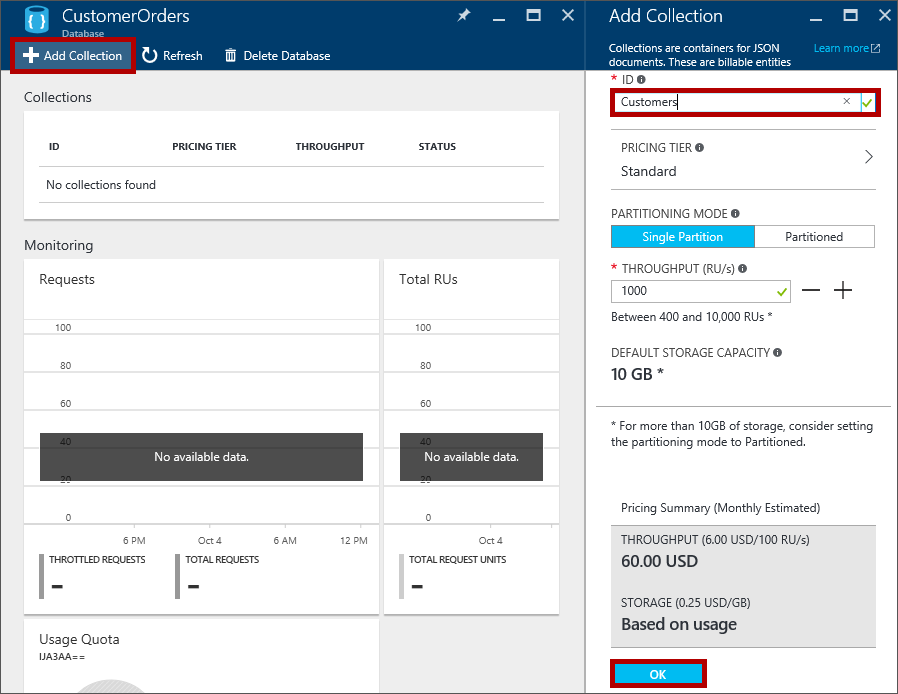 CustomerOrders
Database
Add Collection
Refresh
Delete Database
Collections
ID
PRICING TIER
THROUGHPUT
STATUS
No collections found
Monitoring
Requests
100
80
60
40
20
0
No available data.
6 PM
Oct 4
6 AM
12 PM
THROTTLED REQUESTS
–
TOTAL REQUESTS
–
Total RUs
100
80
60
40
20
0
No available data.
Oct 4
TOTAL REQUEST UNITS
–
Usage Quota
IJA3AA==
Add Collection
Collections are containers for JSON
documents. These are billable entities
Learn more
* ID
Customers
PRICING TIER
Standard
PARTITIONING MODE
Single Partition
Partitioned
* THROUGHPUT (RU/s)
1000
Between 400 and 10,000 RUs *
DEFAULT STORAGE CAPACITY
10 GB *
* For more than 10GB of storage, consider setting
the partitioning mode to Partitioned.
Pricing Summary (Monthly Estimated)
THROUGHPUT (6.00 USD/100 RU/s)
60.00 USD
STORAGE (0.25 USD/GB)
Based on usage
OK